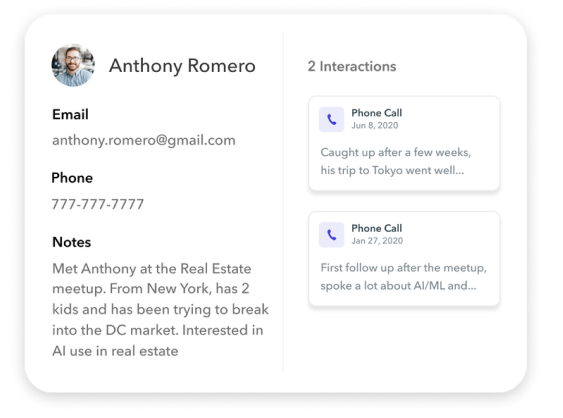 Anthony Romero
Email
anthony.romero@gmail.com
Phone
777-777-7777
Notes
Met Anthony at the Real Estate
meetup. From New York, has 2
kids and has been trying to break
into the DC market. Interested in
AI use in real estate
2 Interactions
Phone Call
Jun 8, 2020
Caught up after a few weeks,
his trip to Tokyo went well...
Phone Call
Jan 27, 2020
First follow up after the meetup,
spoke a lot about AI/ML and...